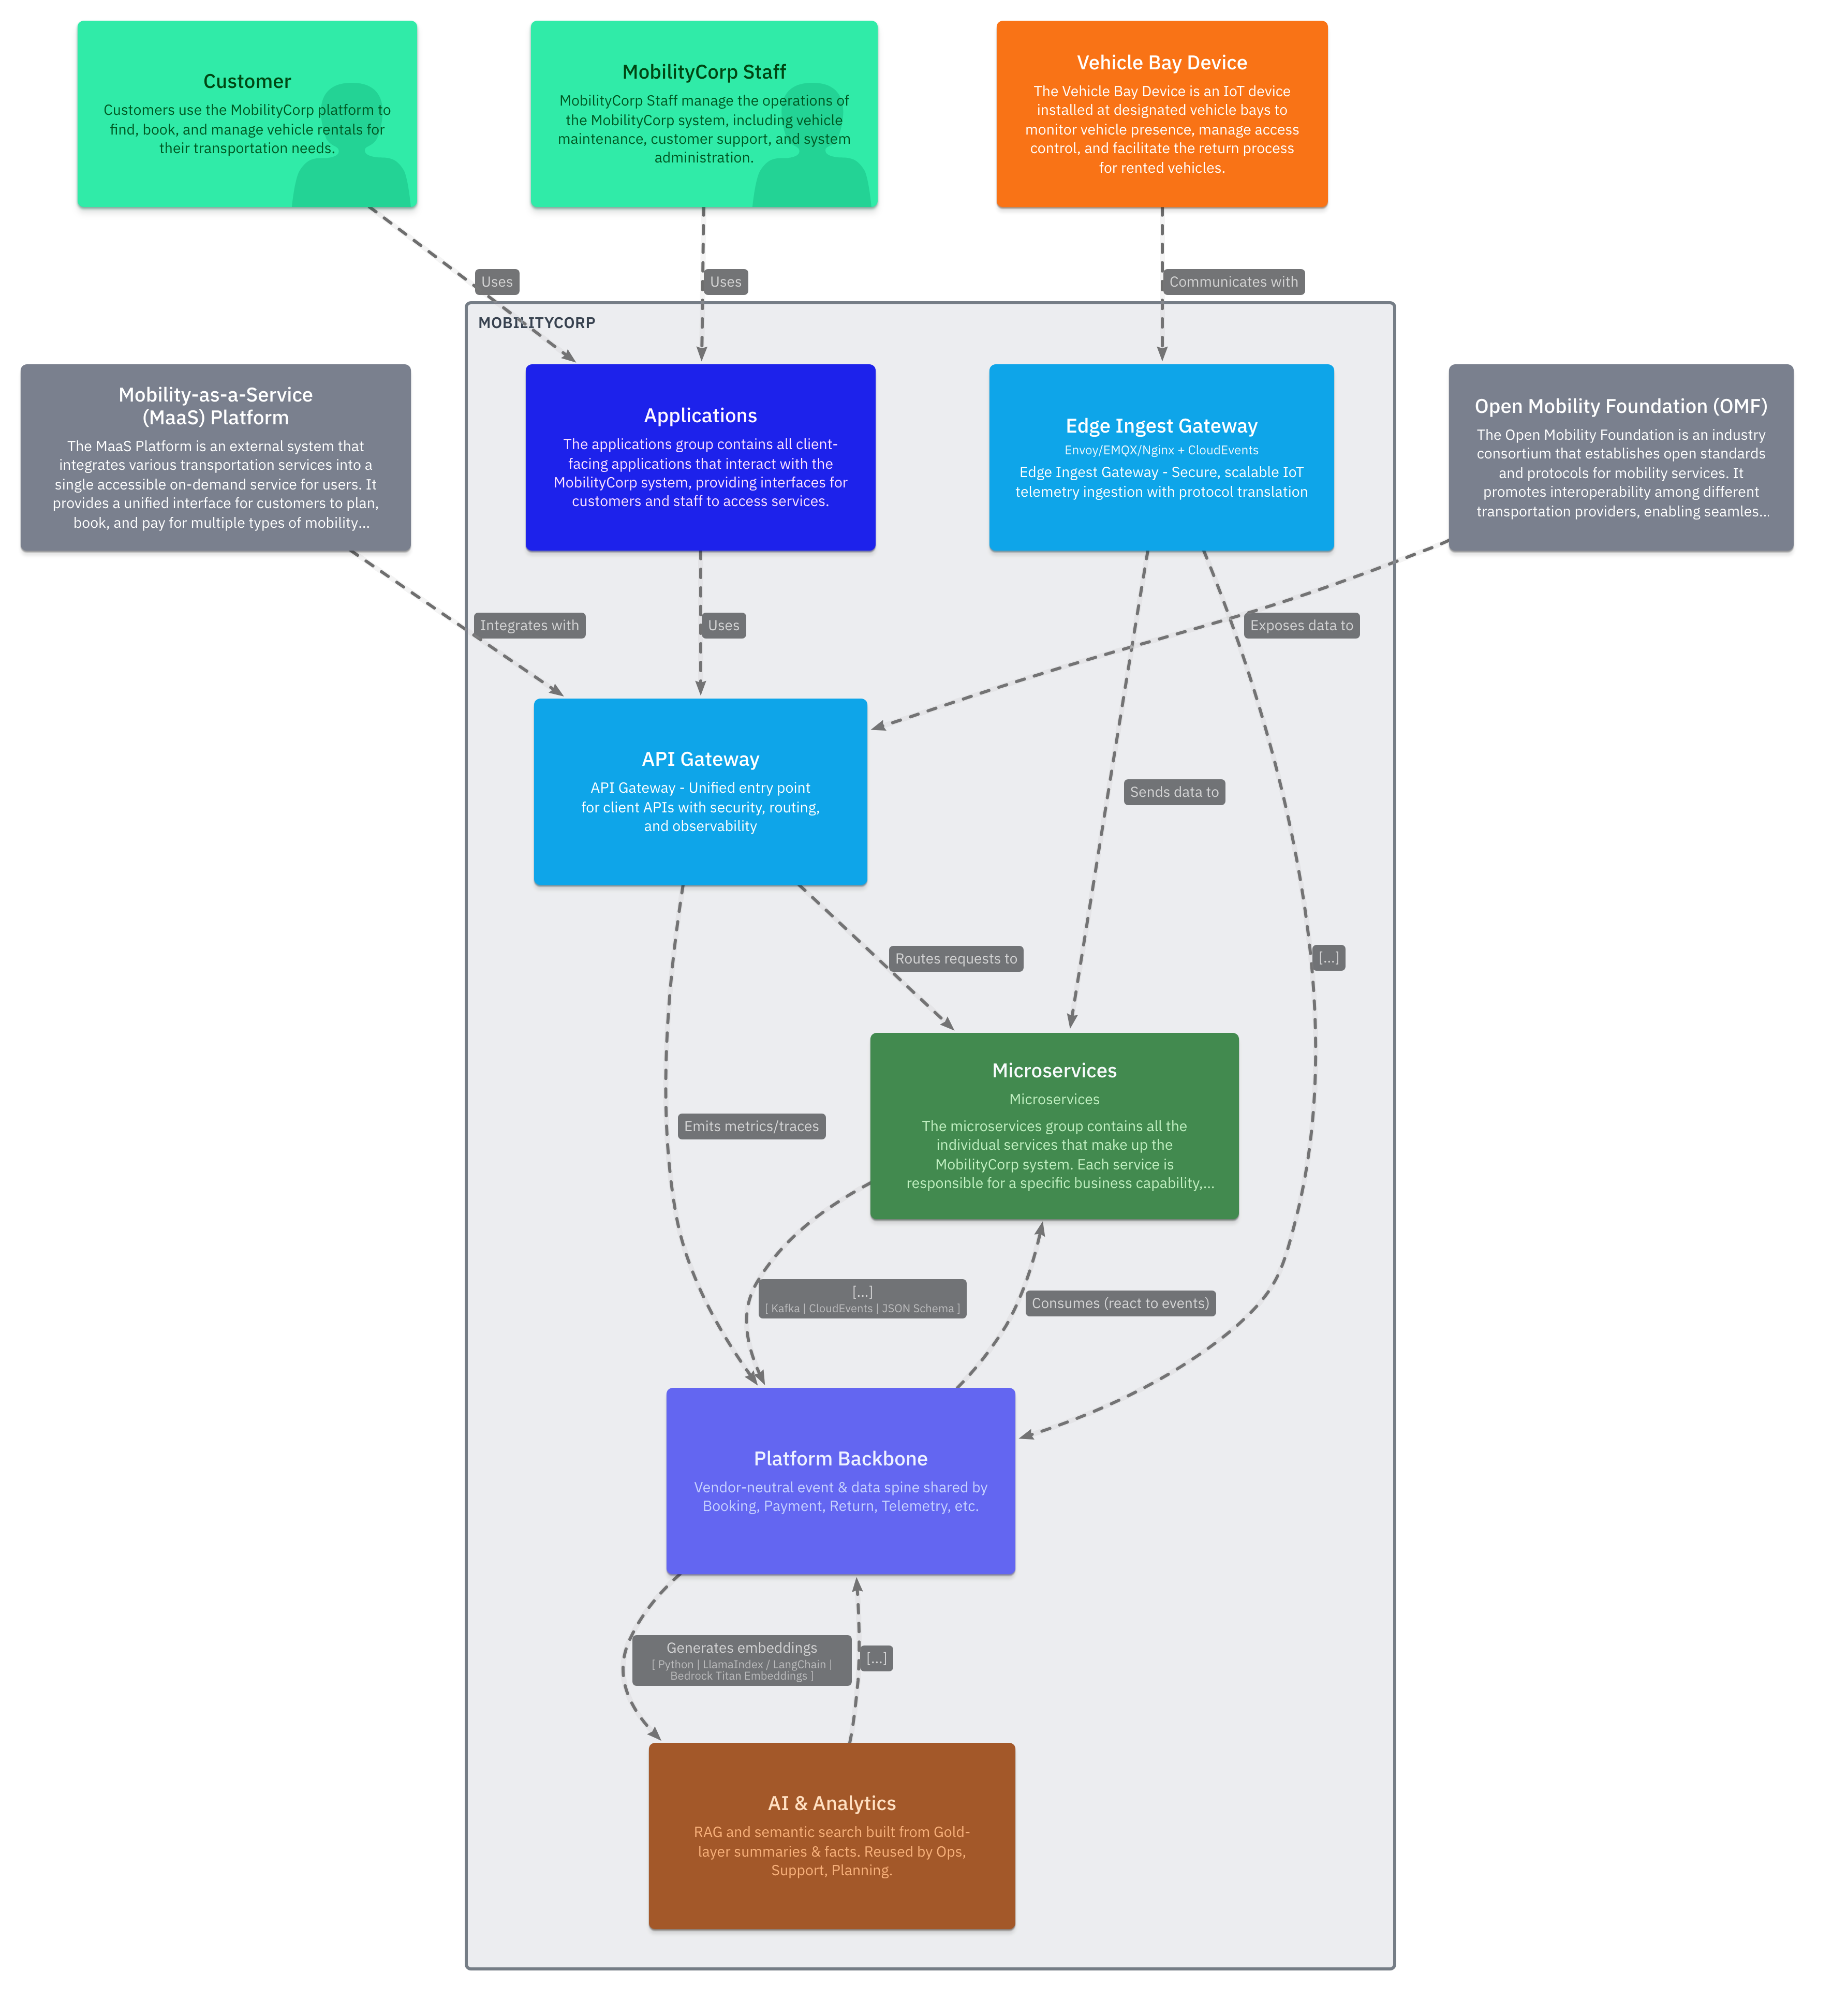 Customer
Customers use the MobilityCorp platform to
find, book, and manage vehicle rentals for
their transportation needs.
MobilityCorp Staff
MobilityCorp Staff manage the operations of
the MobilityCorp system, including vehicle
maintenance, customer support, and system
administration.
Vehicle Bay Device
The Vehicle Bay Device is an IoT device
installed at designated vehicle bays to
monitor vehicle presence, manage access
control, and facilitate the return process
for rented vehicles.
Uses
Uses
Communicates with
MOBILITYCORP
Mobility-as-a-Service
(MaaS) Platform
The MaaS Platform is an external system that
integrates various transportation services into a
single accessible on-demand service for users. It
provides a unified interface for customers to plan,
book, and pay for multiple types of mobility...
Applications
The applications group contains all client-
facing applications that interact with the
MobilityCorp system, providing interfaces for
customers and staff to access services.
Edge Ingest Gateway
Envoy/EMQX/Nginx + CloudEvents
Edge Ingest Gateway - Secure, scalable IoT
telemetry ingestion with protocol translation
Open Mobility Foundation (OMF)
The Open Mobility Foundation is an industry
consortium that establishes open standards
and protocols for mobility services. It
promotes interoperability among different
transportation providers, enabling seamles...
Integrates with
Uses
Exposes data to
API Gateway
API Gateway - Unified entry point
for client APIs with security, routing,
and observability
Sends data to
Routes requests to
[...]
Microservices
Microservices
The microservices group contains all the
individual services that make up the
MobilityCorp system. Each service is
responsible for a specific business capability,...
Emits metrics/traces
[...]
[ Kafka | CloudEvents | JSON Schema ]
Consumes (react to events)
Platform Backbone
Vendor-neutral event & data spine shared by
Booking, Payment, Return, Telemetry, etc.
Generates embeddings
[ Python | LlamaIndex / LangChain |
Bedrock Titan Embeddings ]
[...]
AI & Analytics
RAG and semantic search built from Gold-
layer summaries & facts. Reused by Ops,
Support, Planning.